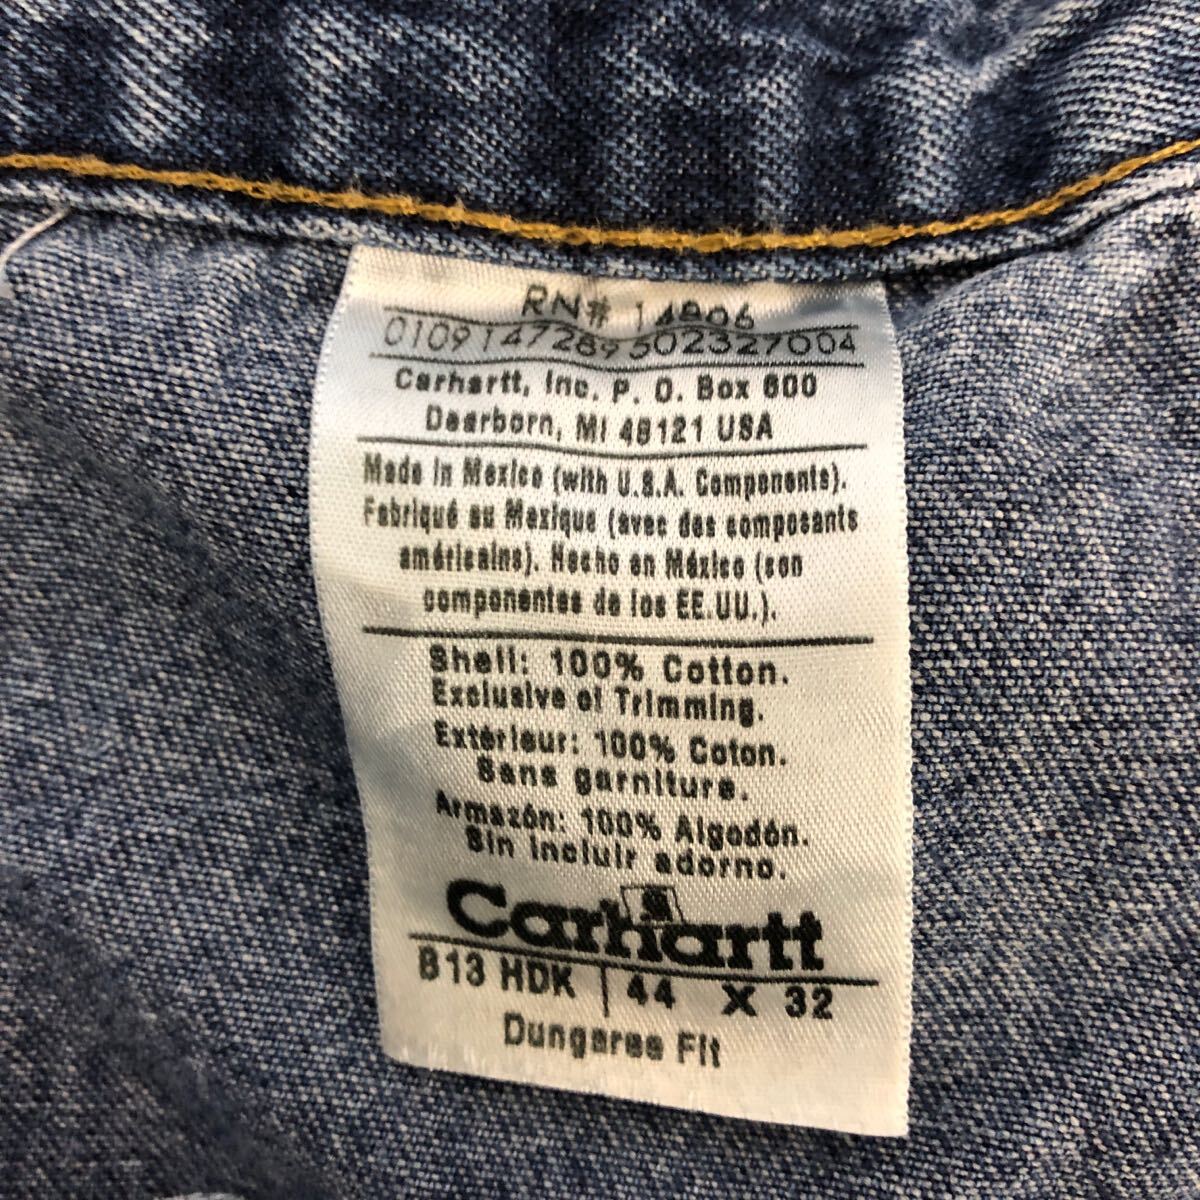 RN# 14806
0109147289502327004
Carhartt, Inc. P. O. Box 600
Dearborn, MI 48121 USA
Made in Mexico (with U.S.A. Components).
Fabriqué au Mexique (avec des composants
américains). Hecho en México (con
componentes de los EE.UU.).
Shell: 100% Cotton.
Exclusive of Trimming.
Extérieur: 100% Coton.
Sans garniture.
Armazón: 100% Algodón.
Sin incluir adorno.
Carhartt
B13 HDK | 44 X 32
Dungaree Fit